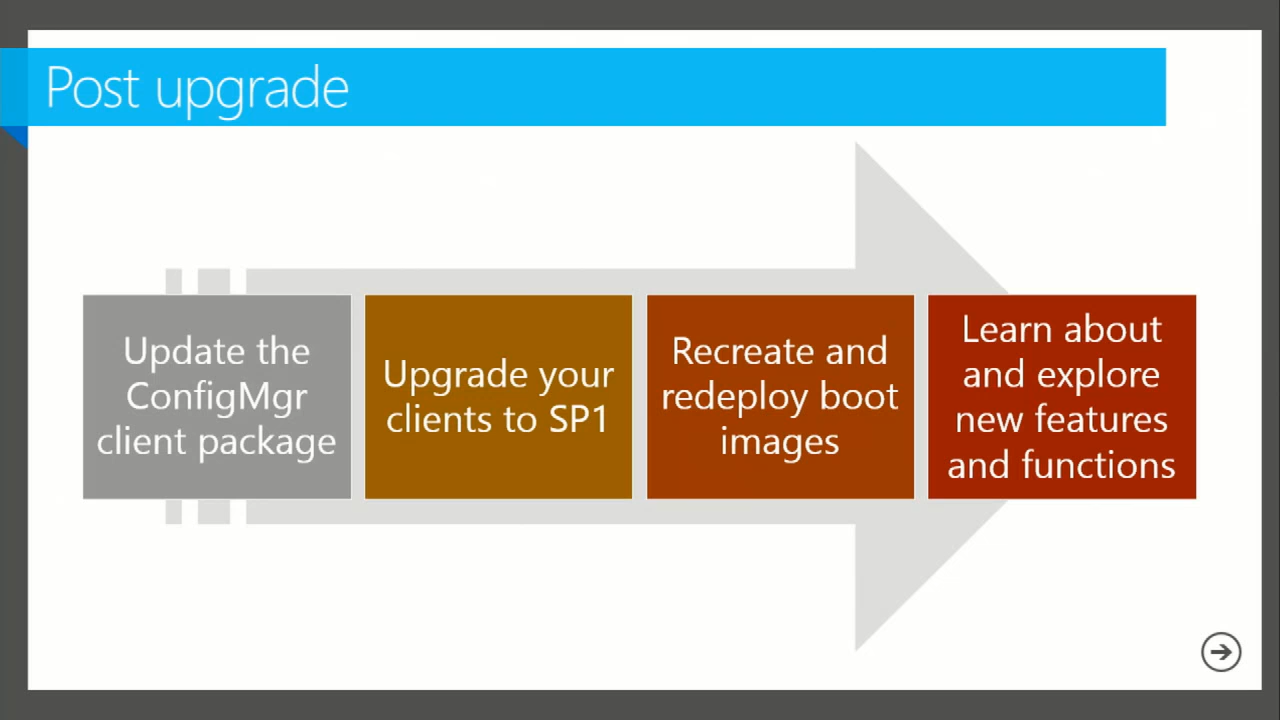 Post upgrade
Update the
ConfigMgr
client package
Upgrade your
clients to SP1
Recreate and
redeploy boot
images
Learn about
and explore
new features
and functions